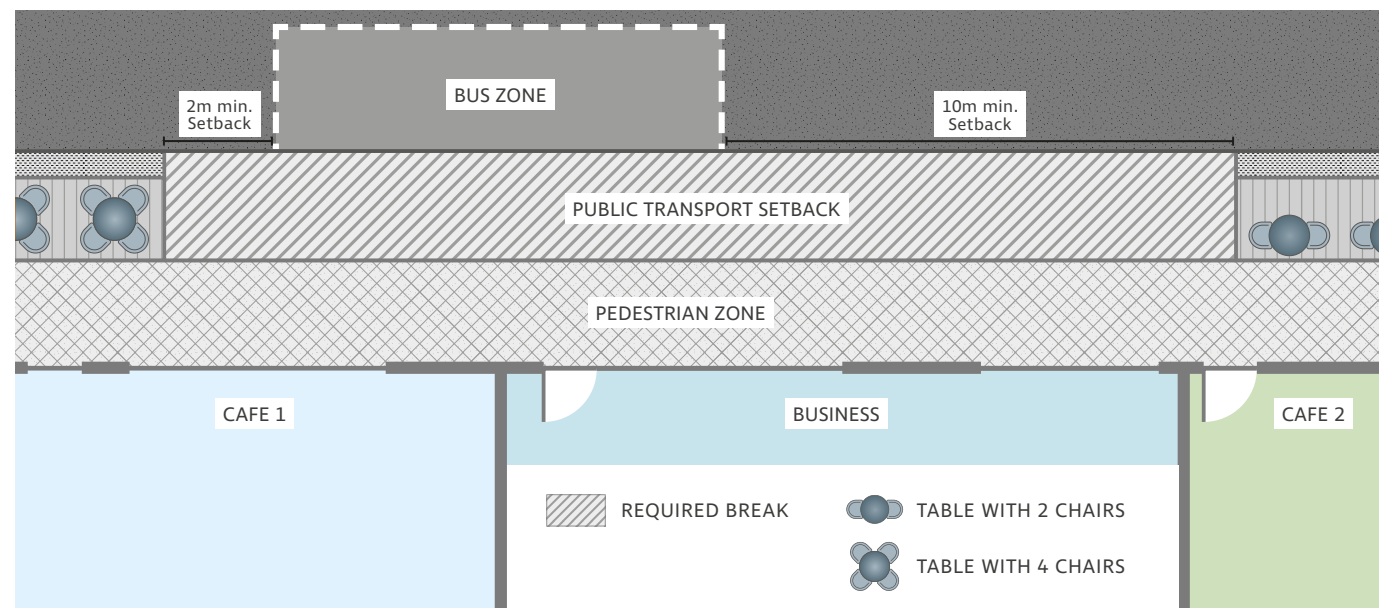 BUS ZONE
2m min.
Setback
10m min.
Setback
PUBLIC TRANSPORT SETBACK
PEDESTRIAN ZONE
CAFE 1
BUSINESS
CAFE 2
REQUIRED BREAK
TABLE WITH 2 CHAIRS
TABLE WITH 4 CHAIRS